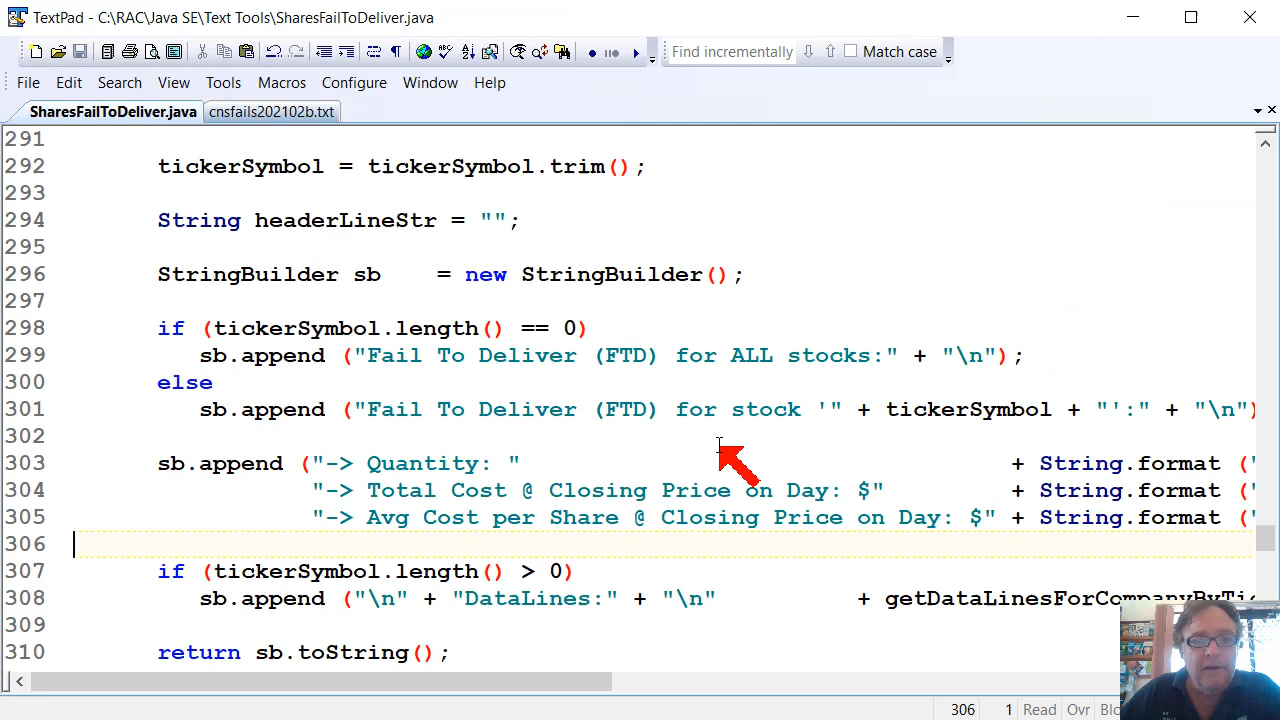 TextPad - C:\RAC\Java SE\Text Tools\SharesFailToDeliver.java
Find incrementally
Match case
File Edit Search View Tools Macros Configure Window Help
SharesFailToDeliver.java cnsfails202102b.txt
291
292 tickerSymbol = tickerSymbol.trim();
293
294 String headerLineStr = "";
295
296 StringBuilder sb = new StringBuilder();
297
298 if (tickerSymbol.length() == 0)
299 sb.append ("Fail To Deliver (FTD) for ALL stocks:" + "\n");
300 else
301 sb.append ("Fail To Deliver (FTD) for stock '" + tickerSymbol + "':" + "\n")
302
303 sb.append ("-> Quantity: " + String.format ("
304 "-> Total Cost @ Closing Price on Day: $" + String.format ("
305 "-> Avg Cost per Share @ Closing Price on Day: $" + String.format ("
306
307 if (tickerSymbol.length() > 0)
308 sb.append ("\n" + "DataLines:" + "\n" + getDataLinesForCompanyByTic
309
310 return sb.toString();
306 1 Read Ovr Blo